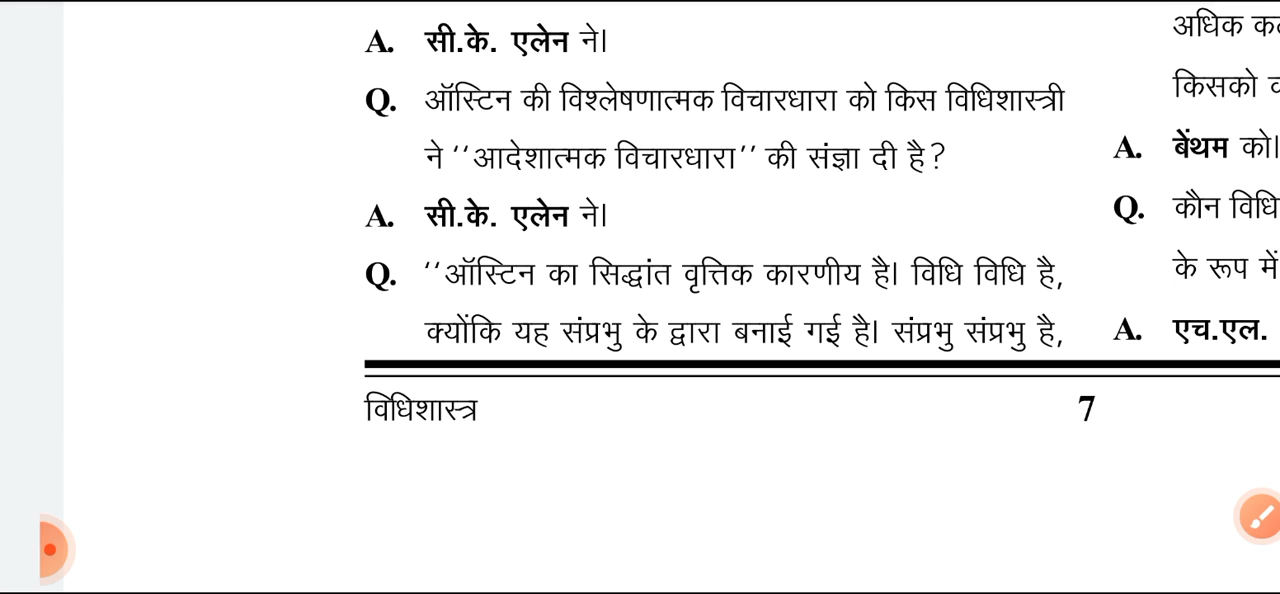 A. सी.के. एलेन ने।
Q. ऑस्टिन की विश्लेषणात्मक विचारधारा को किस विधिशास्त्री
ने ‘‘आदेशात्मक विचारधारा’’ की संज्ञा दी है?
A. सी.के. एलेन ने।
Q. ‘‘ऑस्टिन का सिद्धांत वृत्तिक कारणीय है। विधि विधि है,
क्योंकि यह संप्रभु के द्वारा बनाई गई है। संप्रभु संप्रभु है,
अधिक
किसको
A. बेंथम को।
Q. कौन विधि
के रूप में
A. एच.एल.
विधिशास्त्र
7